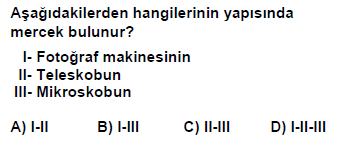 Aşağıdakilerden hangilerinin yapısında
mercek bulunur?
I- Fotoğraf makinesinin
II- Teleskobun
III- Mikroskobun
A) I-II B) I-III C) II-III D) I-II-III